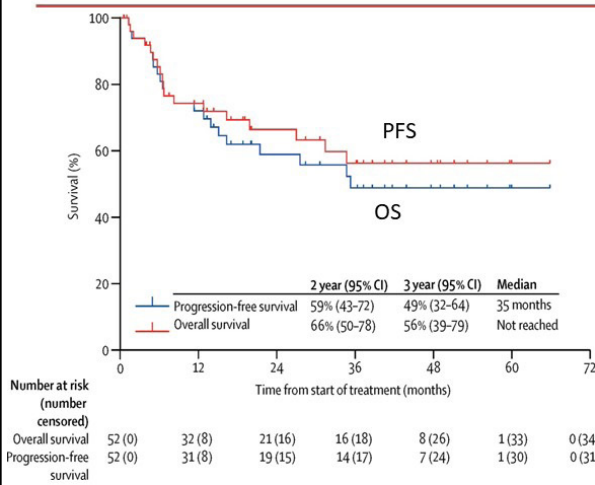 100
80
60
40
20
0
Survival (%)
PFS
OS
2 year (95% CI) 3 year (95% CI) Median
Progression-free survival 59% (43–72) 49% (32–64) 35 months
Overall survival 66% (50–78) 56% (39–79) Not reached
0 12 24 36 48 60 72
Time from start of treatment (months)
Number at risk
(number
censored)
Overall survival 52 (0) 32 (8) 21 (16) 16 (18) 8 (26) 1 (33) 0 (34
Progression-free 52 (0) 31 (8) 19 (15) 14 (17) 7 (24) 1 (30) 0 (31
survival